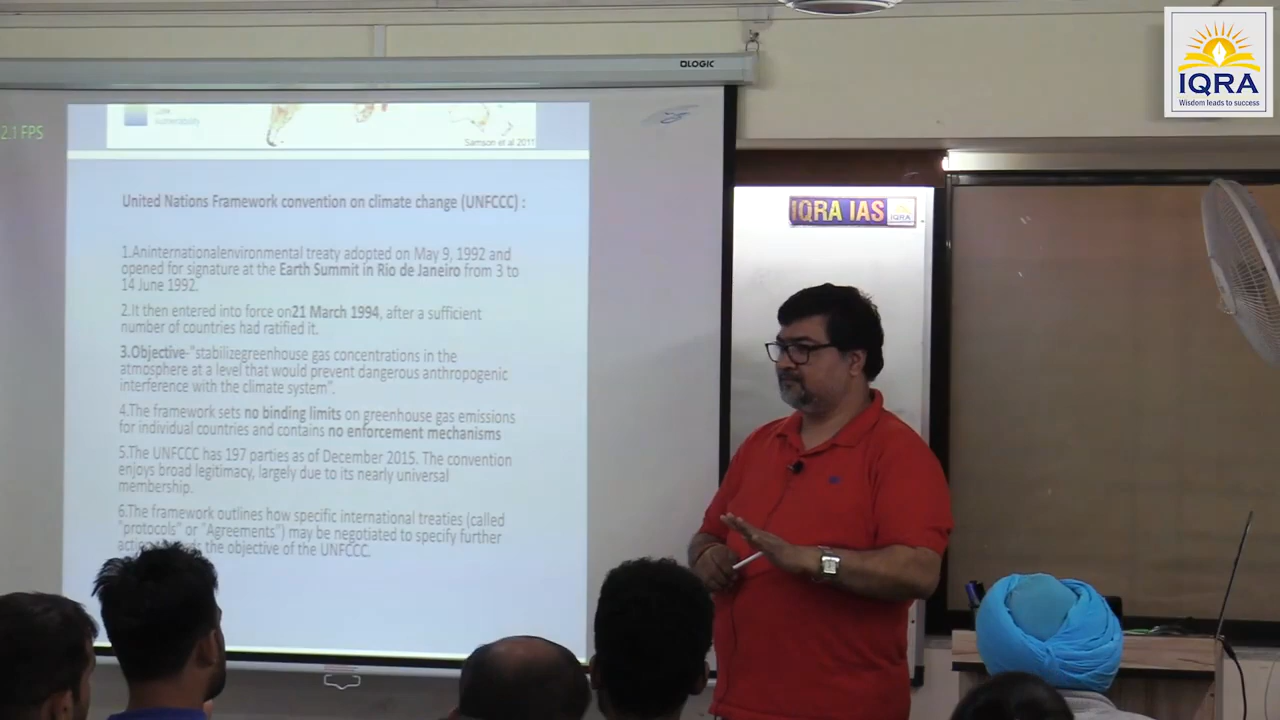 2.1 FPS
LOGIC
IQRA
Wisdom leads to success
Vulnerability
Samson et al 2011
IQRA IAS
IQRA
United Nations Framework convention on climate change (UNFCCC) :
1.Aninternationalenvironmental treaty adopted on May 9, 1992 and
opened for signature at the Earth Summit in Rio de Janeiro from 3 to
14 June 1992.
2.It then entered into force on21 March 1994, after a sufficient
number of countries had ratified it.
3.Objective-"stabilizegreenhouse gas concentrations in the
atmosphere at a level that would prevent dangerous anthropogenic
interference with the climate system".
4.The framework sets no binding limits on greenhouse gas emissions
for individual countries and contains no enforcement mechanisms
5.The UNFCCC has 197 parties as of December 2015. The convention
enjoys broad legitimacy, largely due to its nearly universal
membership.
6.The framework outlines how specific international treaties (called
"protocols" or "Agreements") may be negotiated to specify further
the objective of the UNFCCC.